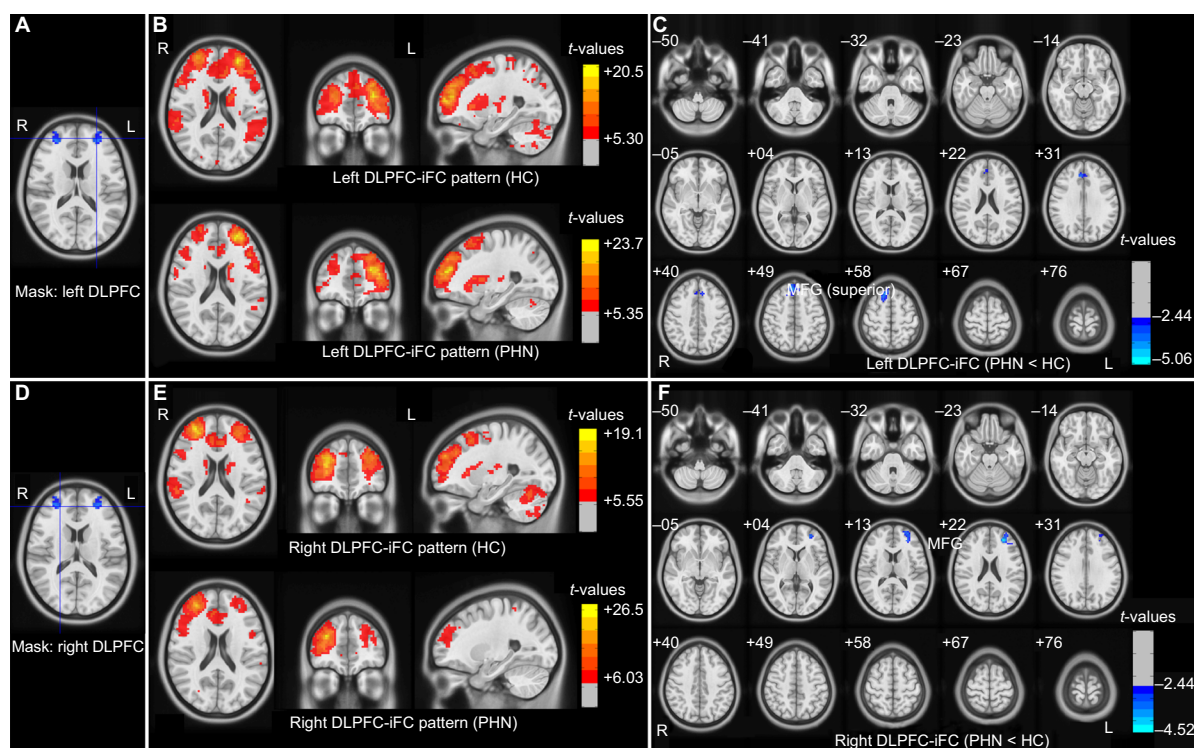 A
R
L
Mask: left DLPFC
B
R
L
t-values
+20.5
+5.30
Left DLPFC-iFC pattern (HC)
t-values
+23.7
+5.35
Left DLPFC-iFC pattern (PHN)
C
–50
–41
–32
–23
–14
–05
+04
+13
+22
+31
+40
+49
+58
+67
+76
MFG (superior)
t-values
–2.44
–5.06
R
L
Left DLPFC-iFC (PHN < HC)
D
R
L
Mask: right DLPFC
E
R
L
t-values
+19.1
+5.55
Right DLPFC-iFC pattern (HC)
t-values
+26.5
+6.03
Right DLPFC-iFC pattern (PHN)
F
–50
–41
–32
–23
–14
–05
+04
+13
+22
+31
MFG
+40
+49
+58
+67
+76
t-values
–2.44
–4.52
R
L
Right DLPFC-iFC (PHN < HC)